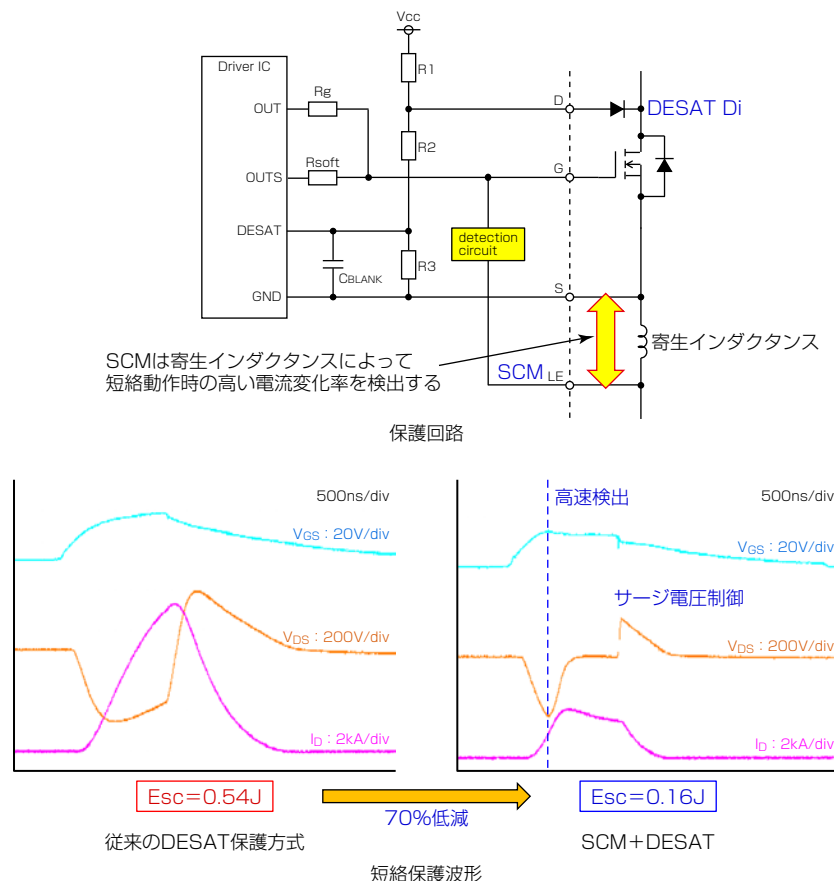 Vcc
Driver IC
R1
Rg
OUT
D
DESAT Di
R2
Rsoft
OUTS
G
DESAT
detection
circuit
R3
CBLANK
GND
S
寄生インダクタンス
SCMは寄生インダクタンスによって
短絡動作時の高い電流変化率を検出する
SCM LE
保護回路
500ns/div
VGS：20V/div
VDS：200V/div
ID：2kA/div
高速検出
500ns/div
VGS：20V/div
サージ電圧制御
VDS：200V/div
ID：2kA/div
Esc＝0.54J
70%低減
Esc＝0.16J
従来のDESAT保護方式
SCM＋DESAT
短絡保護波形